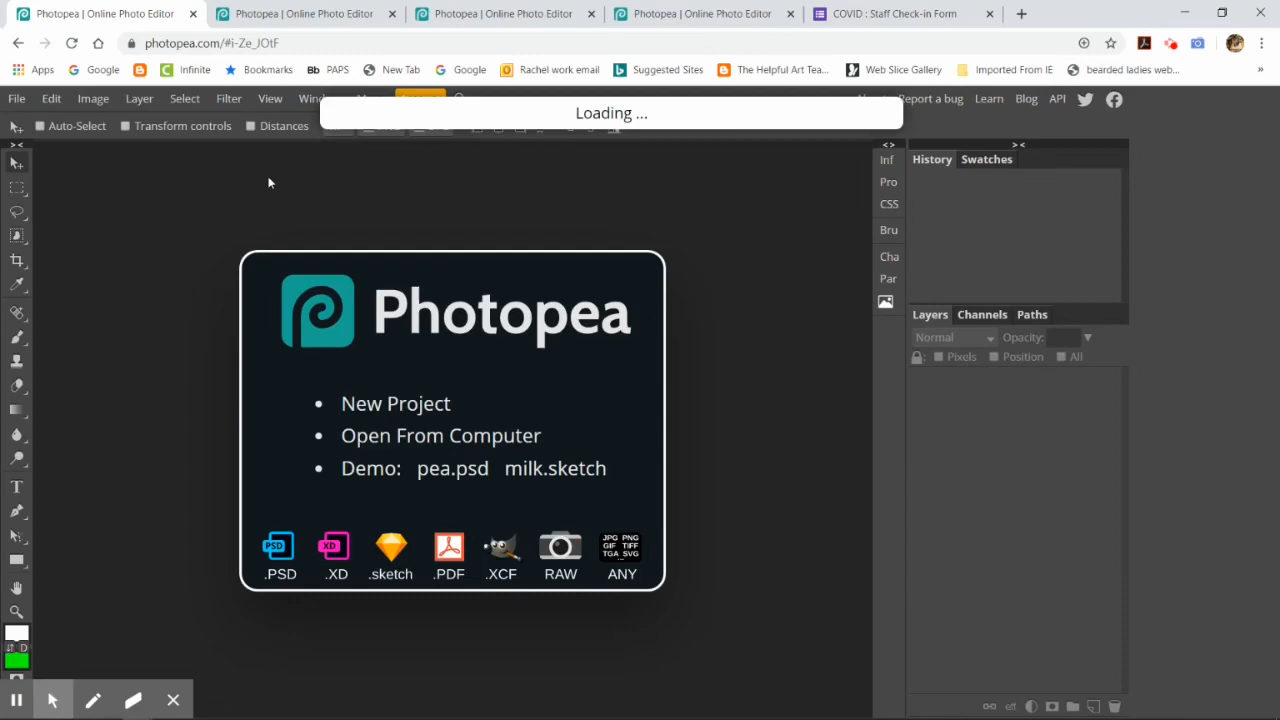 Photopea | Online Photo Editor
Photopea | Online Photo Editor
Photopea | Online Photo Editor
Photopea | Online Photo Editor
COVID : Staff Check-in Form
photopea.com/#i-Ze_JOtF
Apps
Google
Infinite
Bookmarks
Bb PAPS
New Tab
Google
Rachel work email
Suggested Sites
The Helpful Art Tea...
Web Slice Gallery
Imported From IE
bearded ladies web...
»
File Edit Image Layer Select Filter View
Report a bug Learn Blog API
Loading ...
Auto-Select Transform controls Distances
Inf
Pro
CSS
Bru
Cha
Par
History Swatches
Layers Channels Paths
Normal Opacity:
Pixels Position All
Photopea
• New Project
• Open From Computer
• Demo: pea.psd milk.sketch
PSD XD JPG PNG
GIF TIFF
TGA SVG
.PSD .XD .sketch .PDF .XCF RAW ANY
D
eff